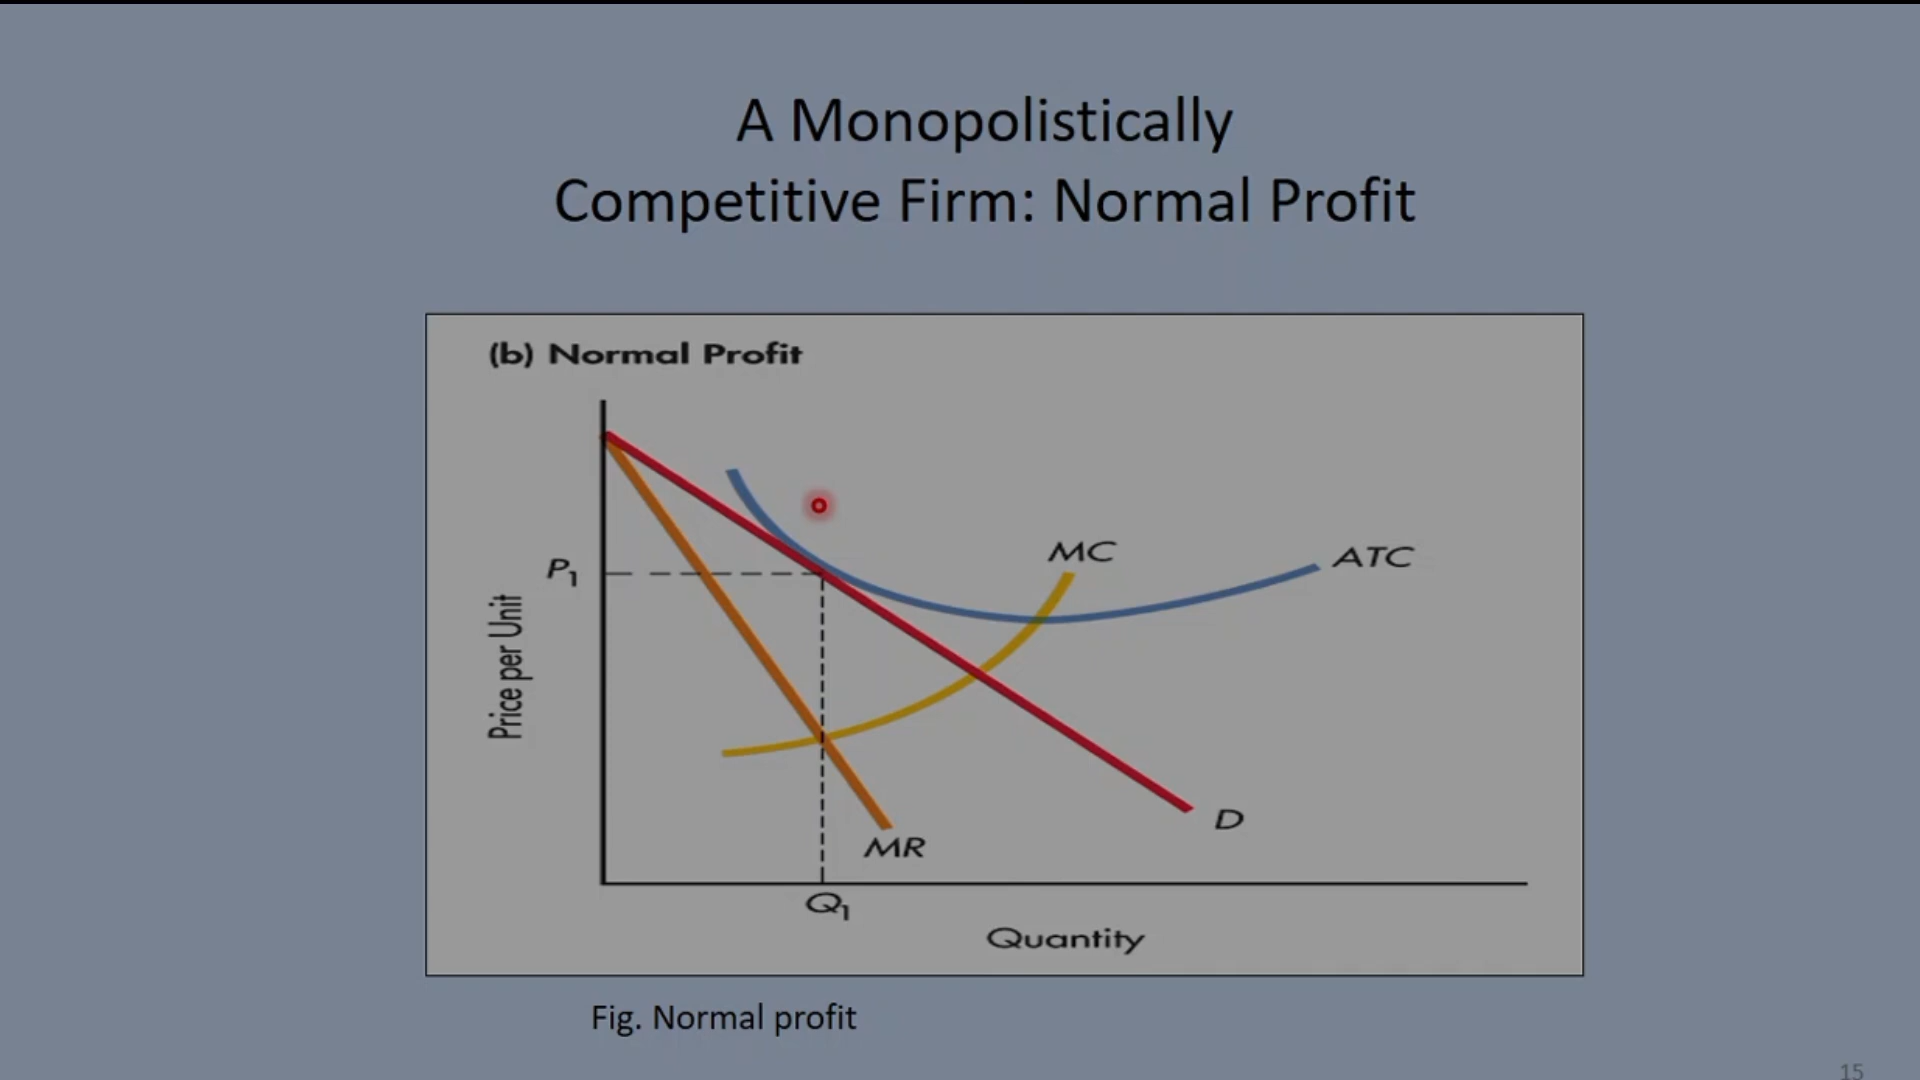 A Monopolistically
Competitive Firm: Normal Profit
(b) Normal Profit
MC
ATC
P1
Price per Unit
D
MR
Q1
Quantity
Fig. Normal profit
15